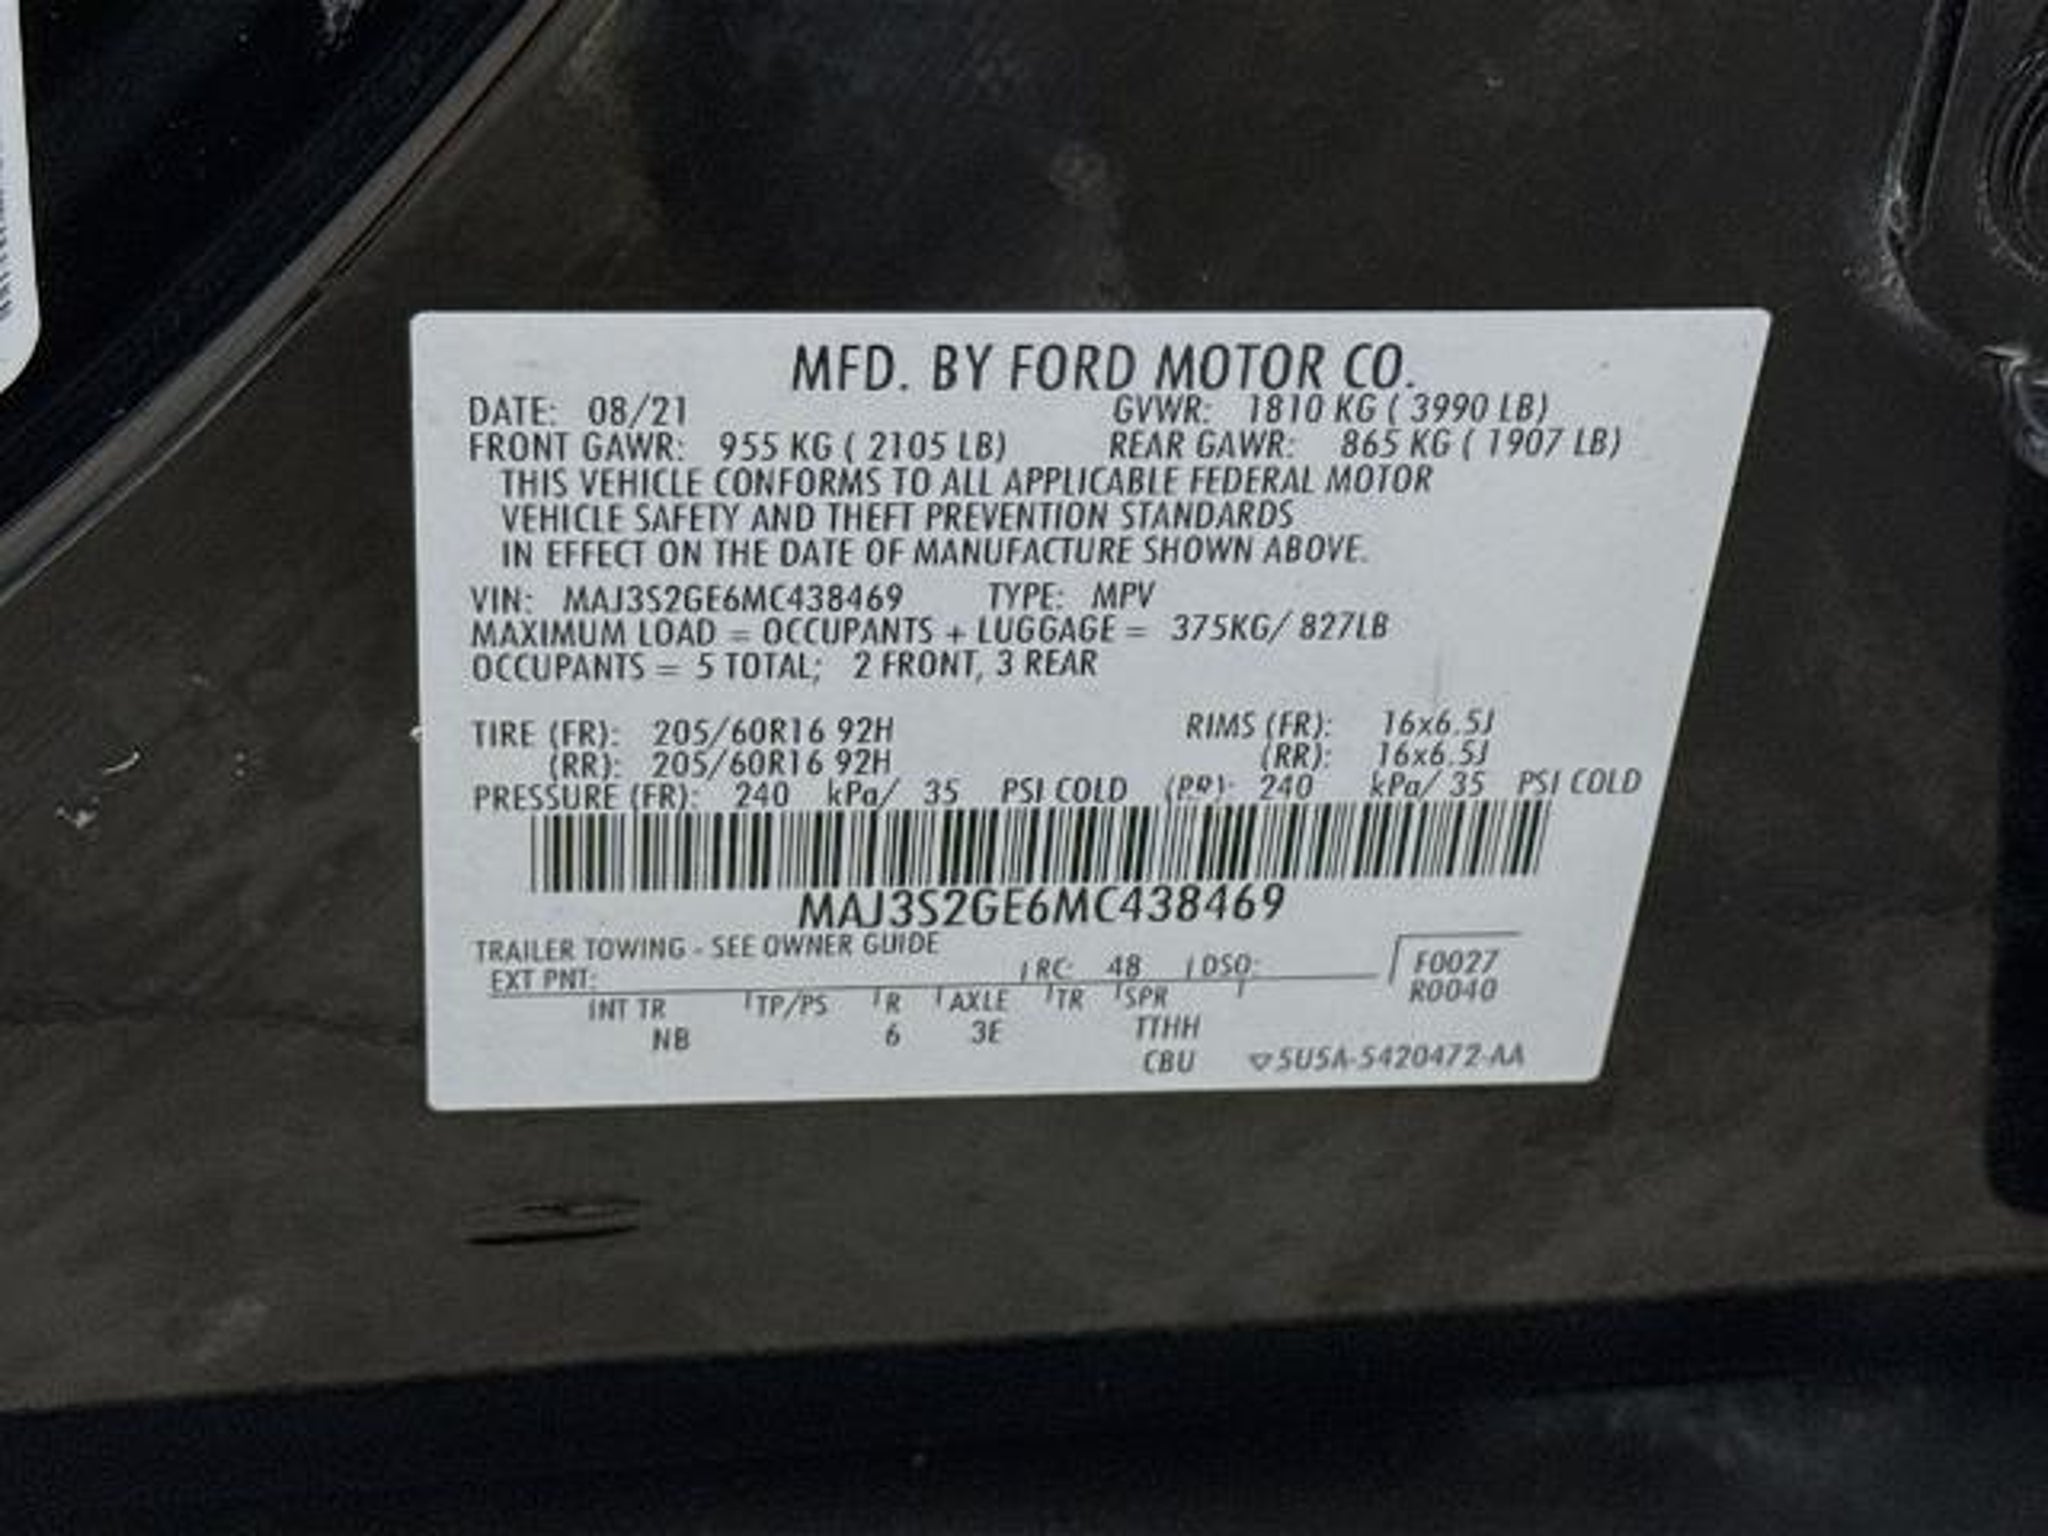 MFD. BY FORD MOTOR CO.
DATE: 08/21 GVWR: 1810 KG ( 3990 LB)
FRONT GAWR: 955 KG ( 2105 LB) REAR GAWR: 865 KG ( 1907 LB)
THIS VEHICLE CONFORMS TO ALL APPLICABLE FEDERAL MOTOR
VEHICLE SAFETY AND THEFT PREVENTION STANDARDS
IN EFFECT ON THE DATE OF MANUFACTURE SHOWN ABOVE.
VIN: MAJ3S2GE6MC438469 TYPE: MPV
MAXIMUM LOAD = OCCUPANTS + LUGGAGE = 375KG/ 827LB
OCCUPANTS = 5 TOTAL; 2 FRONT, 3 REAR
TIRE (FR): 205/60R16 92H RIMS (FR): 16x6.5J
(RR): 205/60R16 92H (RR): 16x6.5J
PRESSURE (FR): 240 kPa/ 35 PSI COLD (RR): 240 kPa/ 35 PSI COLD
MAJ3S2GE6MC438469
TRAILER TOWING - SEE OWNER GUIDE
EXT PNT: RC: 48 DSO: F0027
R0040
INT TR TP/PS R AXLE TR SPR
NB 6 3E TTHH
CBU ▽5U5A-5420472-AA